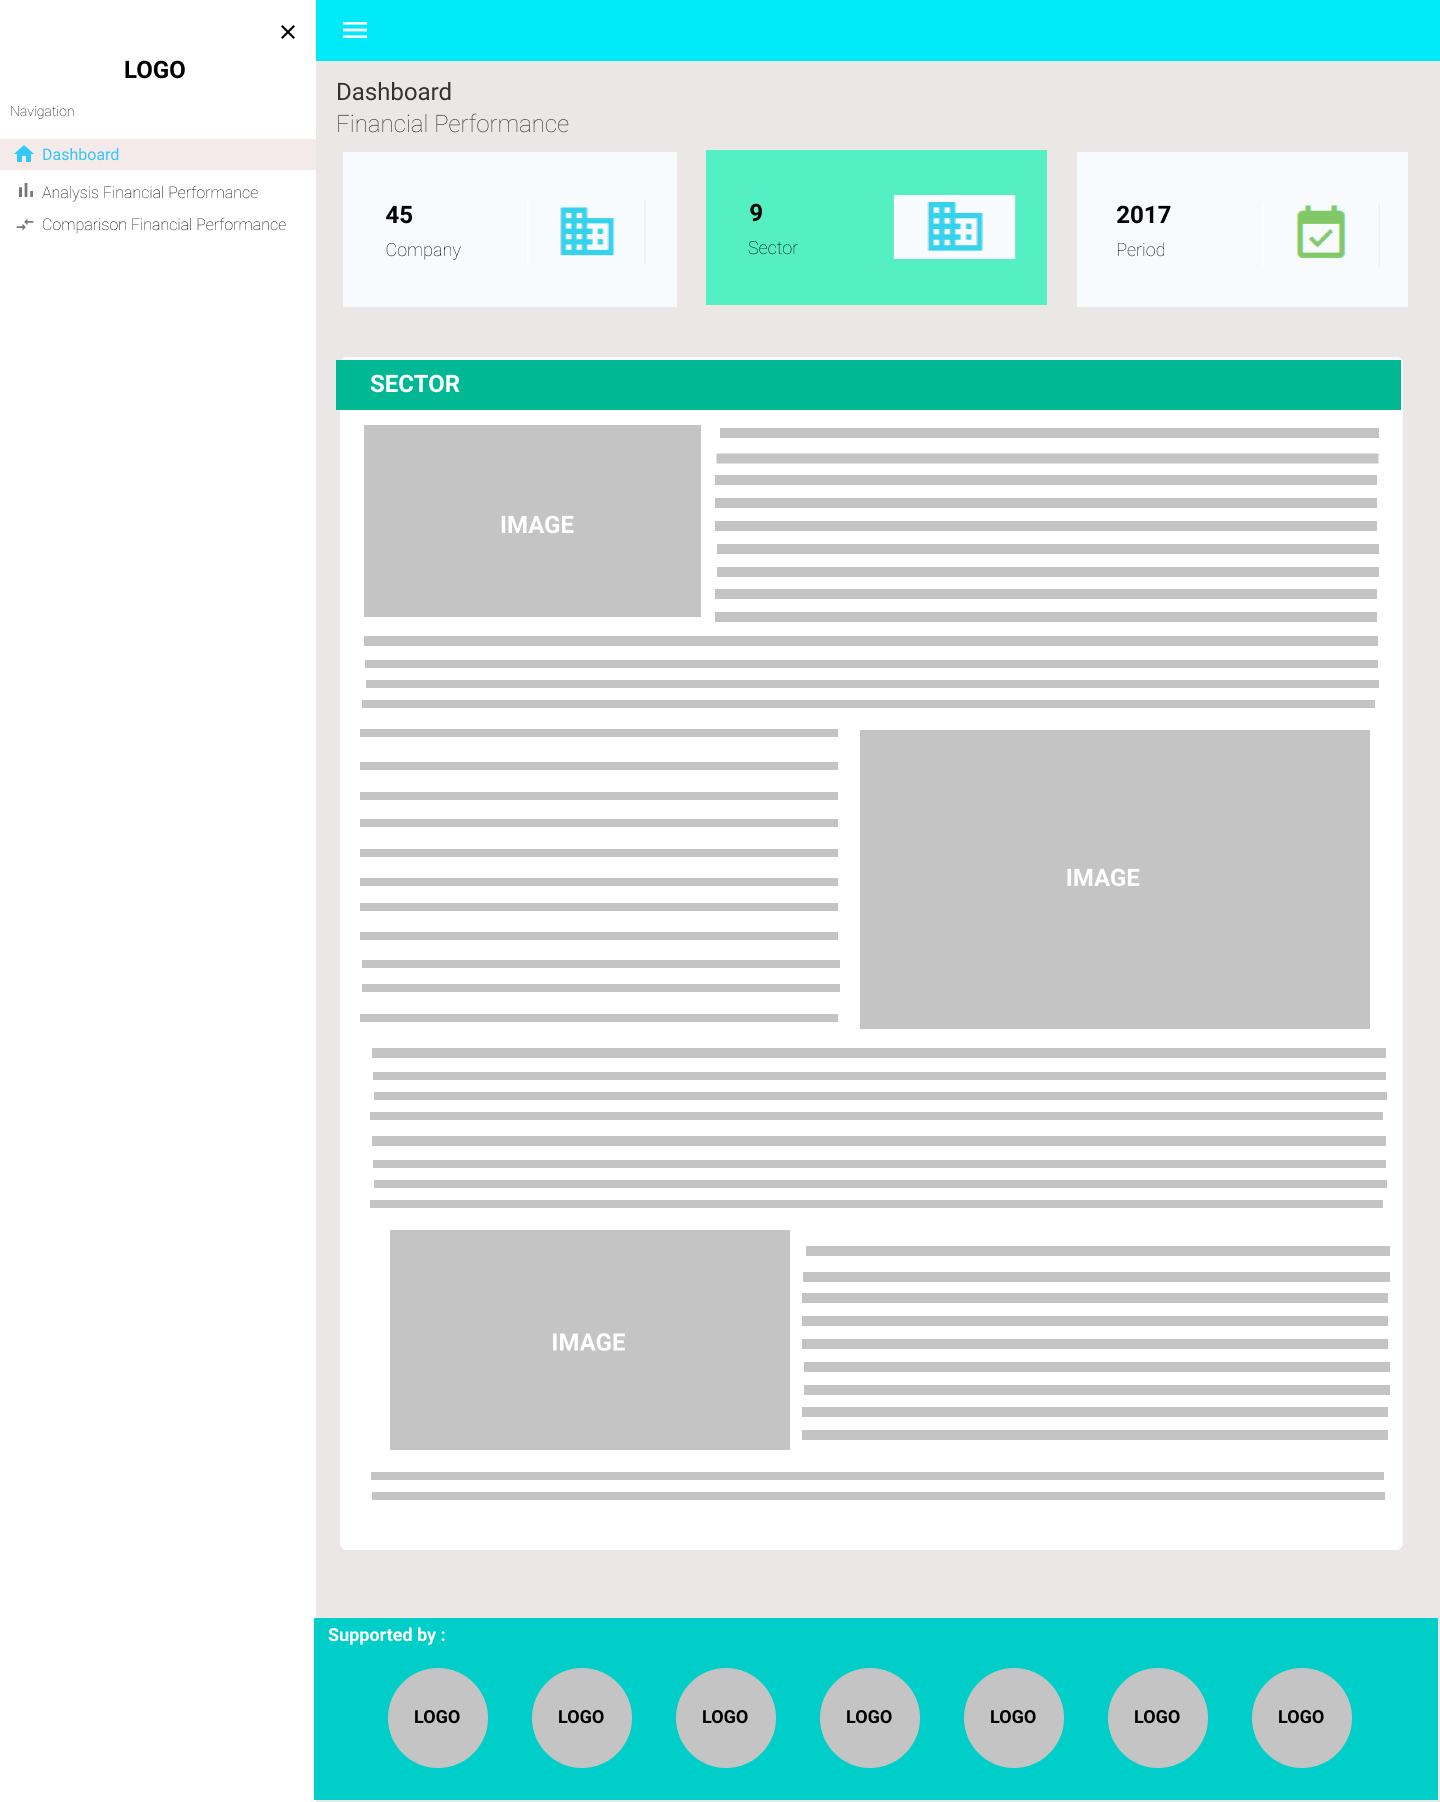 LOGO
Navigation
Dashboard
Analysis Financial Performance
Comparison Financial Performance
Dashboard
Financial Performance
45
Company
9
Sector
2017
Period
SECTOR
IMAGE
IMAGE
IMAGE
Supported by :
LOGO LOGO LOGO LOGO LOGO LOGO LOGO